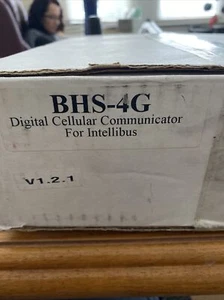 BHS-4G
Digital Cellular Communicator
For Intellibus
V1.2.1